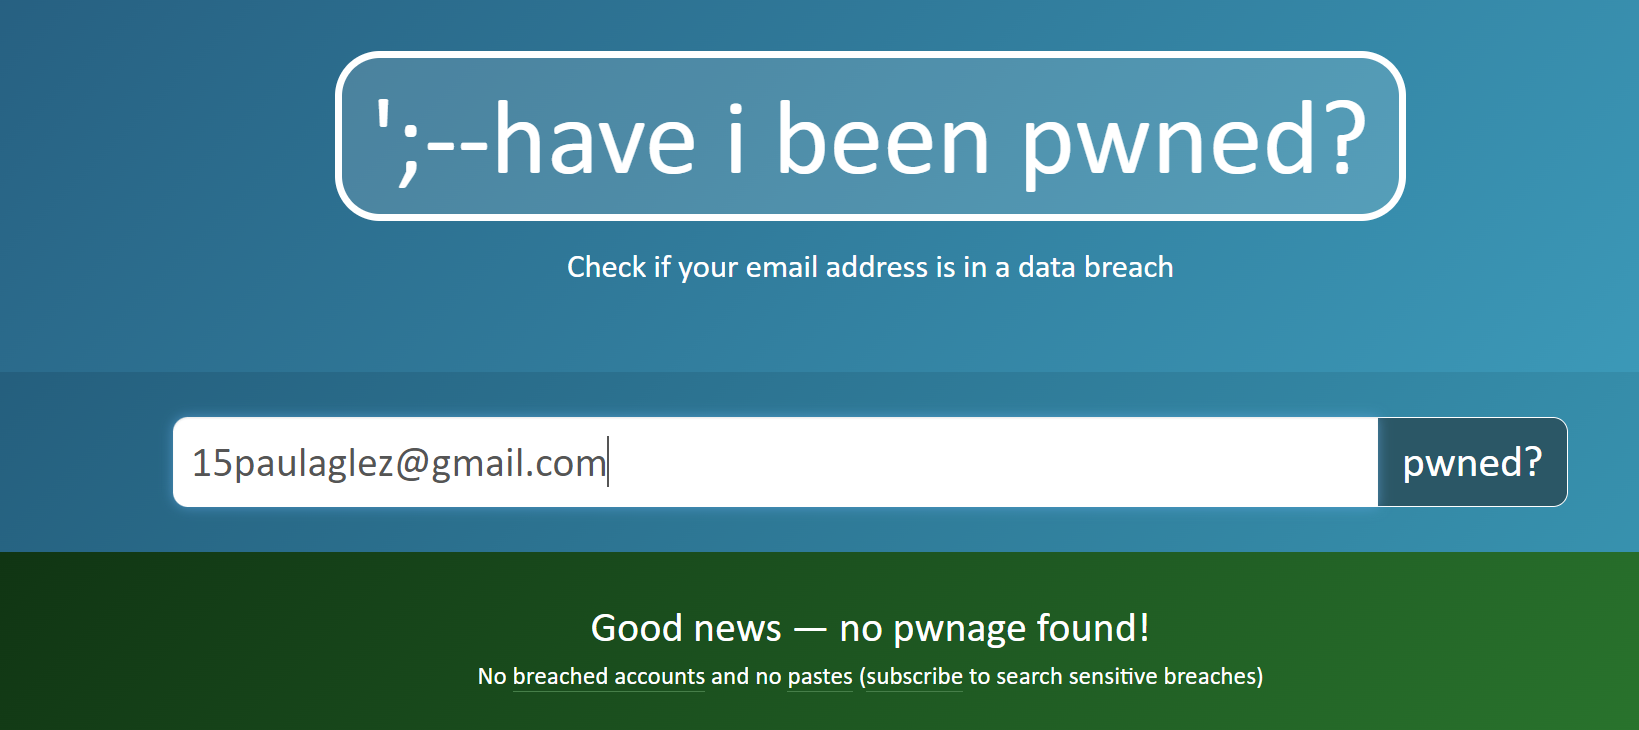 ';--have i been pwned?
Check if your email address is in a data breach
15paulaglez@gmail.com
pwned?
Good news — no pwnage found!
No breached accounts and no pastes (subscribe to search sensitive breaches)